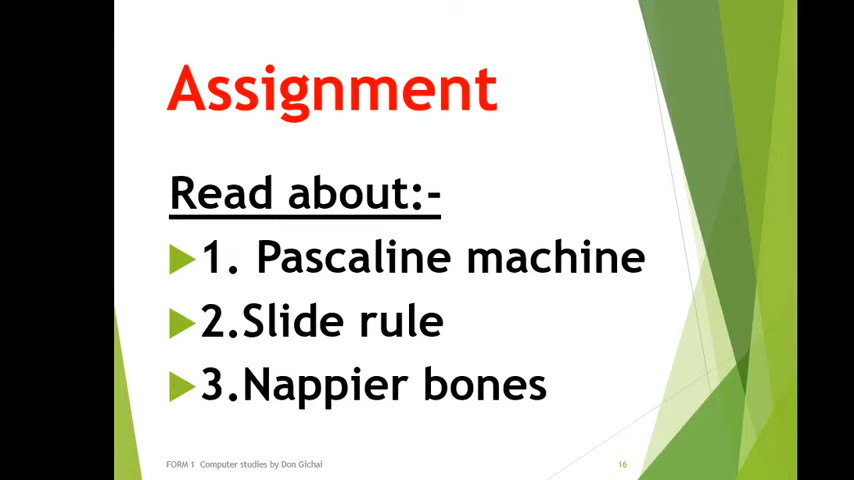 Assignment
Read about:-
1. Pascaline machine
2.Slide rule
3.Nappier bones
FORM 1 Computer studies by Don Gichai
16